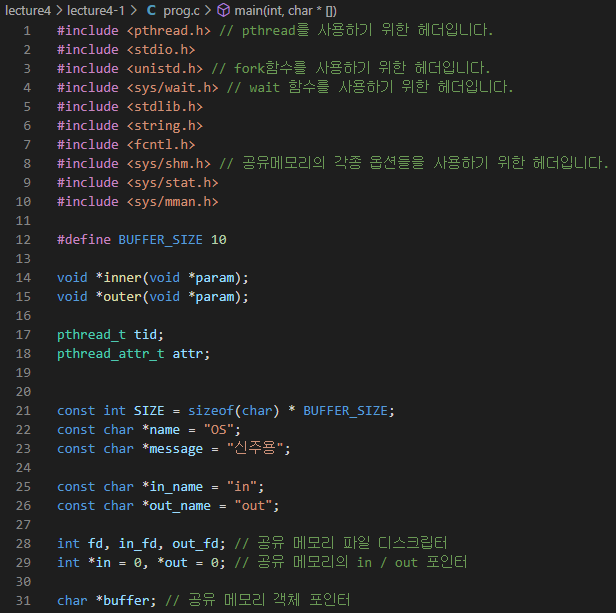 lecture4 > lecture4-1 > C prog.c > main(int, char * [])
1 #include <pthread.h> // pthread를 사용하기 위한 헤더입니다.
2 #include <stdio.h>
3 #include <unistd.h> // fork함수를 사용하기 위한 헤더입니다.
4 #include <sys/wait.h> // wait 함수를 사용하기 위한 헤더입니다.
5 #include <stdlib.h>
6 #include <string.h>
7 #include <fcntl.h>
8 #include <sys/shm.h> // 공유메모리의 각종 옵션들을 사용하기 위한 헤더입니다.
9 #include <sys/stat.h>
10 #include <sys/mman.h>
11
12 #define BUFFER_SIZE 10
13
14 void *inner(void *param);
15 void *outer(void *param);
16
17 pthread_t tid;
18 pthread_attr_t attr;
19
20
21 const int SIZE = sizeof(char) * BUFFER_SIZE;
22 const char *name = "OS";
23 const char *message = "신주용";
24
25 const char *in_name = "in";
26 const char *out_name = "out";
27
28 int fd, in_fd, out_fd; // 공유 메모리 파일 디스크립터
29 int *in = 0, *out = 0; // 공유 메모리의 in / out 포인터
30
31 char *buffer; // 공유 메모리 객체 포인터